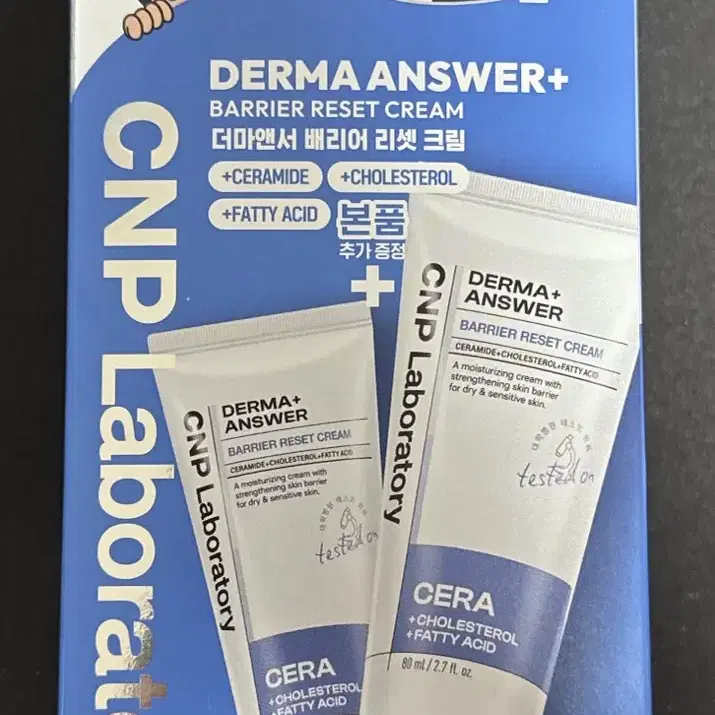 CNP Laborato
DERMA ANSWER+
BARRIER RESET CREAM
더마앤서 배리어 리셋 크림
+CERAMIDE
+CHOLESTEROL
+FATTY ACID
본품
추가 증정
+
CNP Laboratory
DERMA+
ANSWER
BARRIER RESET CREAM
CERAMIDE+CHOLESTEROL+FATTY ACID
A moisturizing cream with
strengthening skin barrier
for dry & sensitive skin.
tested on
CERA
+CHOLESTEROL
+FATTY ACID
CNP Laboratory
DERMA+
ANSWER
BARRIER RESET CREAM
CERAMIDE+CHOLESTEROL+FATTY ACID
A moisturizing cream with
strengthening skin barrier
for dry & sensitive skin.
tested on
CERA
+CHOLESTEROL
+FATTY ACID
80 ml / 2.7 fl. oz.